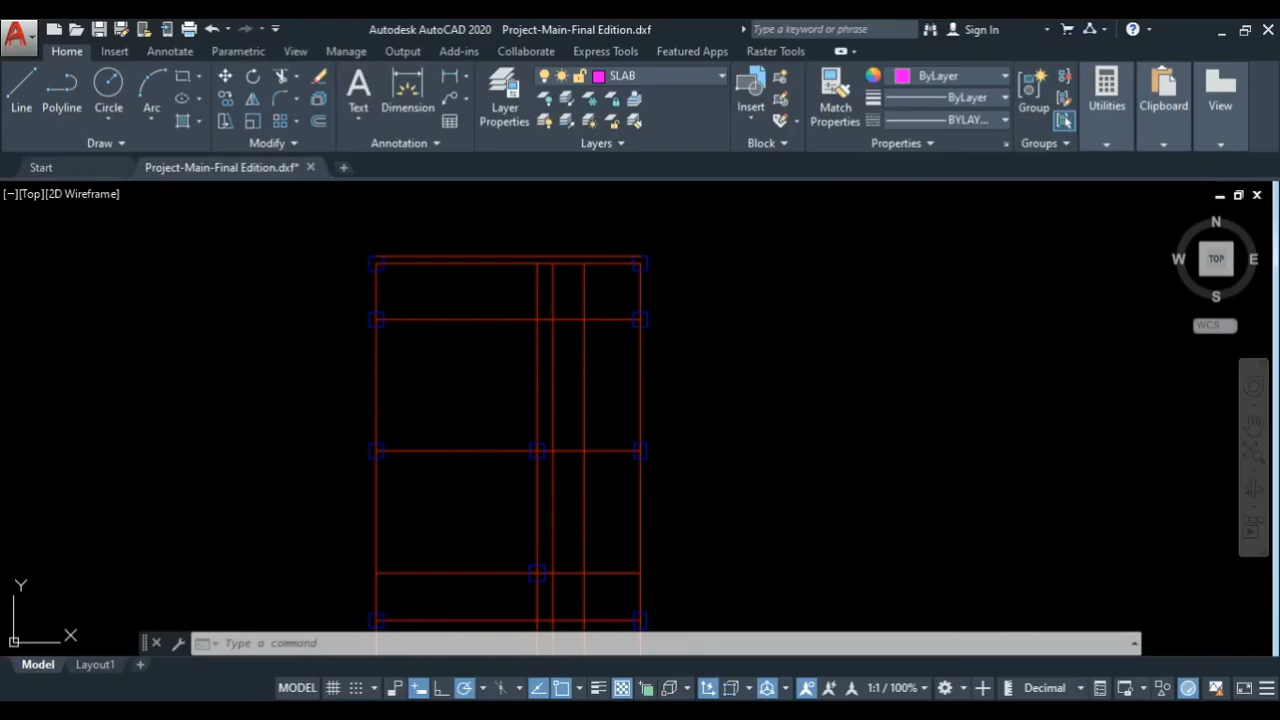 Autodesk AutoCAD 2020 Project-Main-Final Edition.dxf Type a keyword or phrase Sign In
Home Insert Annotate Parametric View Manage Output Add-ins Collaborate Express Tools Featured Apps Raster Tools
SLAB ByLayer
ByLayer
BYLAY...
Line Polyline Circle Arc Text Dimension Layer Properties Insert Match Properties Group Utilities Clipboard View
Draw Modify Annotation Layers Block Properties Groups
Start Project-Main-Final Edition.dxf*
[−][Top][2D Wireframe]
N
W TOP E
S
WCS
Y
X
Type a command
Model Layout1
MODEL 1:1 / 100% Decimal